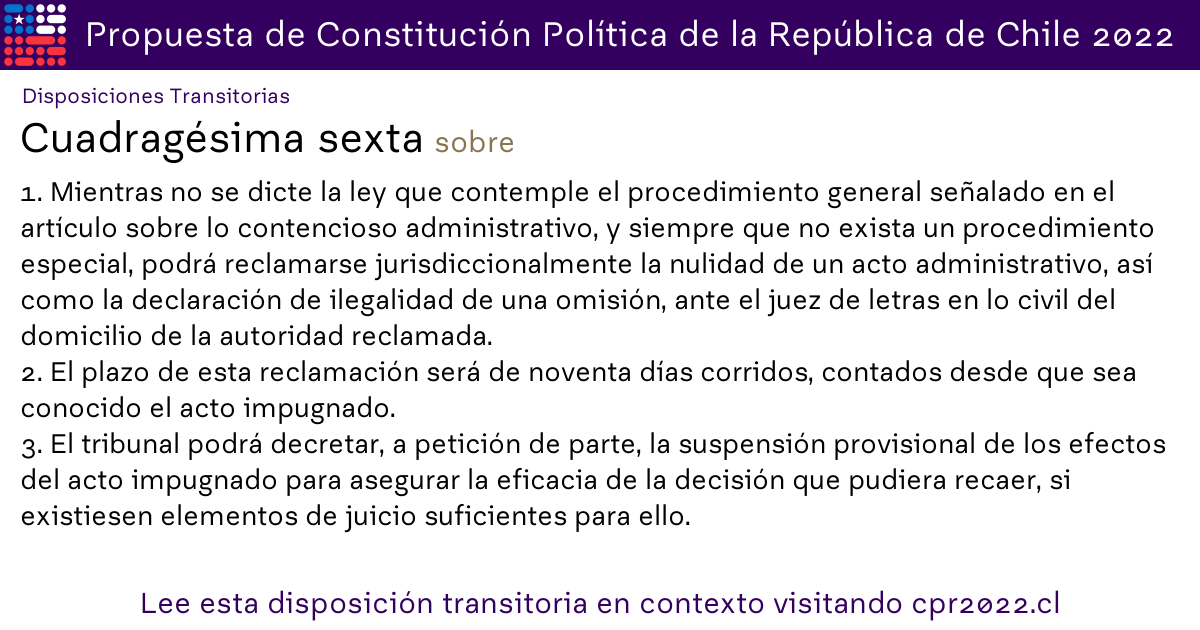 Propuesta de Constitución Política de la República de Chile 2022
Disposiciones Transitorias
Cuadragésima sexta sobre
1. Mientras no se dicte la ley que contemple el procedimiento general señalado en el
artículo sobre lo contencioso administrativo, y siempre que no exista un procedimiento
especial, podrá reclamarse jurisdiccionalmente la nulidad de un acto administrativo, así
como la declaración de ilegalidad de una omisión, ante el juez de letras en lo civil del
domicilio de la autoridad reclamada.
2. El plazo de esta reclamación será de noventa días corridos, contados desde que sea
conocido el acto impugnado.
3. El tribunal podrá decretar, a petición de parte, la suspensión provisional de los efectos
del acto impugnado para asegurar la eficacia de la decisión que pudiera recaer, si
existiesen elementos de juicio suficientes para ello.
Lee esta disposición transitoria en contexto visitando cpr2022.cl